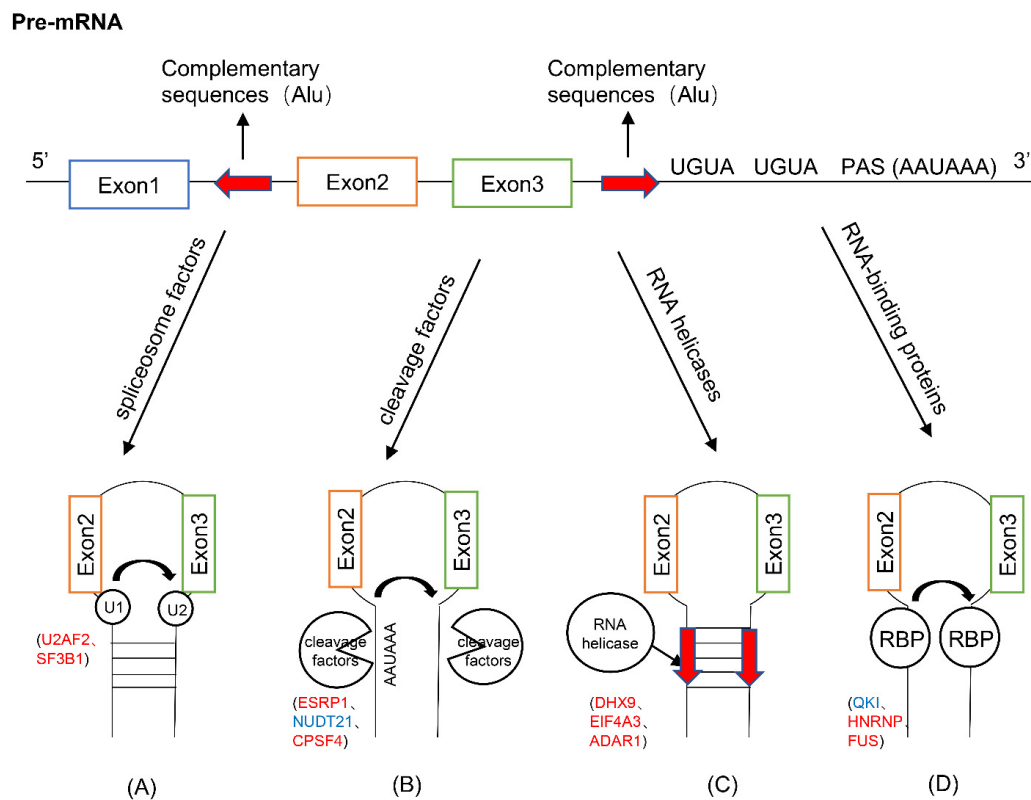 Pre-mRNA
Complementary
sequences（Alu）
Complementary
sequences（Alu）
5’
Exon1
Exon2
Exon3
UGUA
UGUA
PAS (AAUAAA)
3’
spliceosome factors
cleavage factors
RNA helicases
RNA-binding proteins
Exon2
Exon3
U1
U2
(U2AF2、
SF3B1)
(A)
Exon2
Exon3
cleavage
factors
AAUAAA
cleavage
factors
(ESRP1、
NUDT21、
CPSF4)
(B)
Exon2
Exon3
RNA
helicase
(DHX9、
EIF4A3、
ADAR1)
(C)
Exon2
Exon3
RBP
RBP
(QKI、
HNRNP、
FUS)
(D)